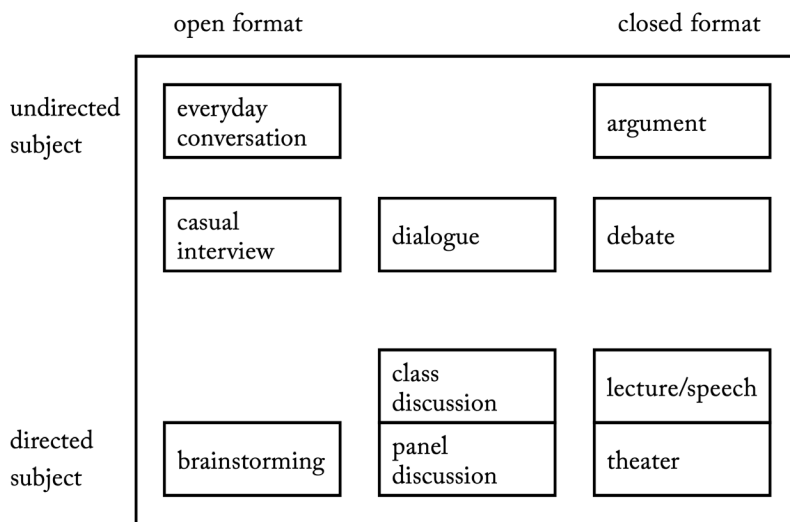 open format
closed format
undirected
subject
everyday
conversation
argument
casual
interview
dialogue
debate
class
discussion
lecture/speech
directed
subject
brainstorming
panel
discussion
theater